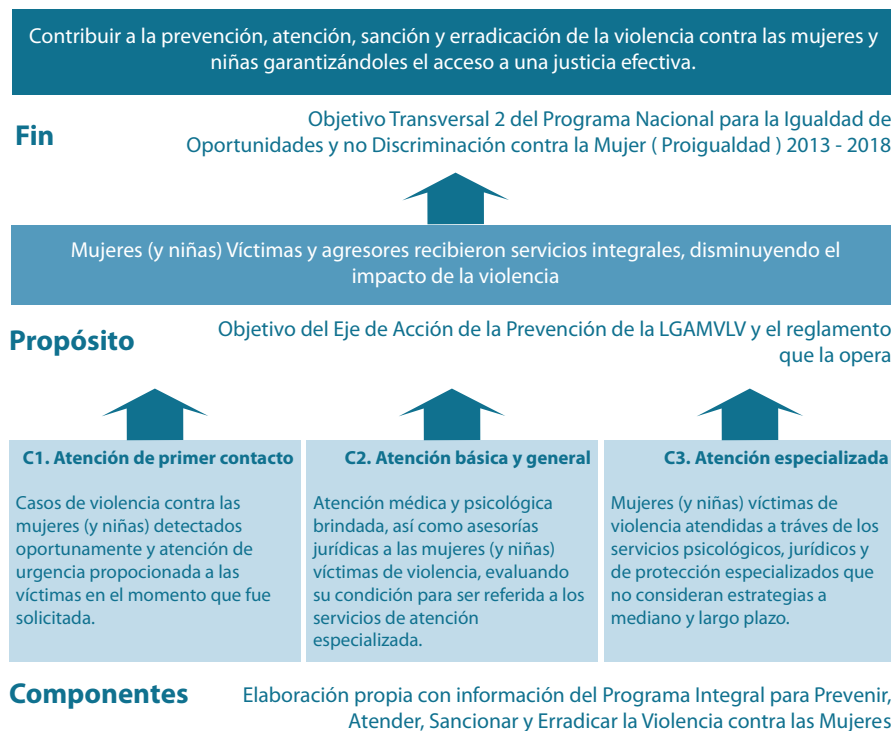 Contribuir a la prevención, atención, sanción y erradicación de la violencia contra las mujeres y
niñas garantizándoles el acceso a una justicia efectiva.
Fin
Objetivo Transversal 2 del Programa Nacional para la Igualdad de
Oportunidades y no Discriminación contra la Mujer ( Proigualdad ) 2013 - 2018
Mujeres (y niñas) Víctimas y agresores recibieron servicios integrales, disminuyendo el
impacto de la violencia
Propósito
Objetivo del Eje de Acción de la Prevención de la LGAMVLV y el reglamento
que la opera
C1. Atención de primer contacto
Casos de violencia contra las
mujeres (y niñas) detectados
oportunamente y atención de
urgencia propocionada a las
víctimas en el momento que fue
solicitada.
C2. Atención básica y general
Atención médica y psicológica
brindada, así como asesorías
jurídicas a las mujeres (y niñas)
víctimas de violencia, evaluando
su condición para ser referida a los
servicios de atención
especializada.
C3. Atención especializada
Mujeres (y niñas) víctimas de
violencia atendidas a tráves de los
servicios psicológicos, jurídicos y
de protección especializados que
no consideran estrategias a
mediano y largo plazo.
Componentes
Elaboración propia con información del Programa Integral para Prevenir,
Atender, Sancionar y Erradicar la Violencia contra las Mujeres